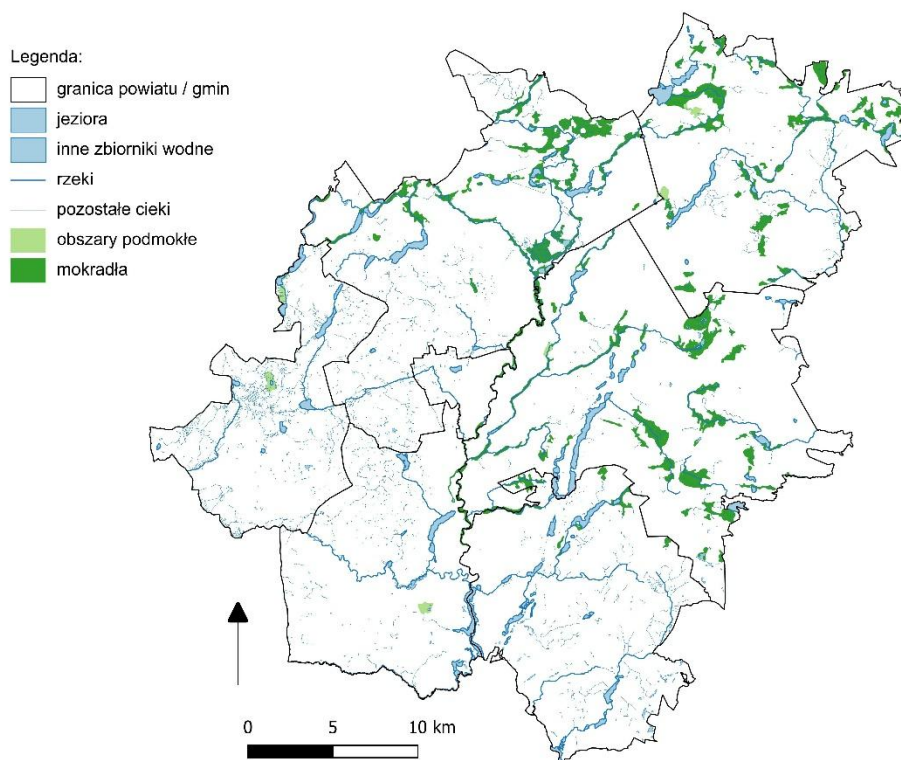 Legenda:
granica powiatu / gmin
jeziora
inne zbiorniki wodne
rzeki
pozostałe cieki
obszary podmokłe
mokradła
0 5 10 km